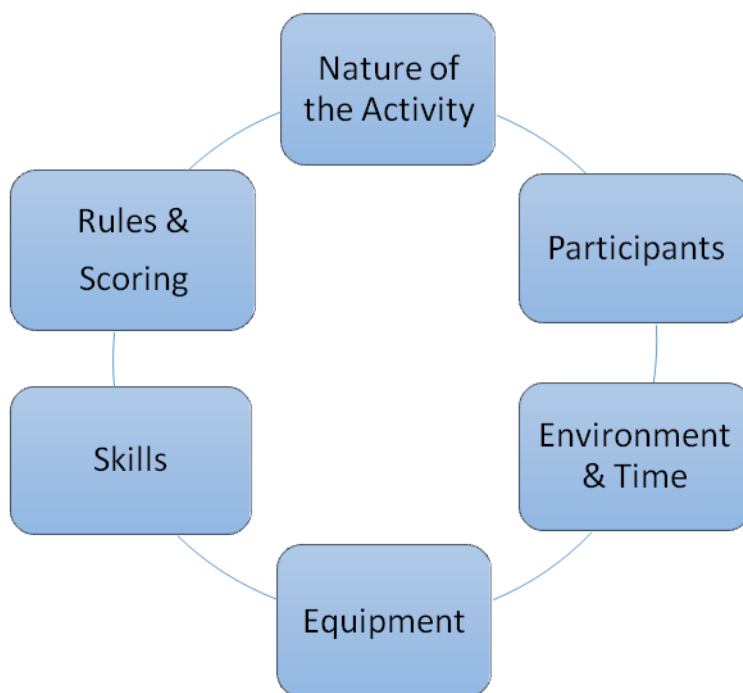 Nature of
the Activity
Participants
Environment
& Time
Equipment
Skills
Rules &
Scoring